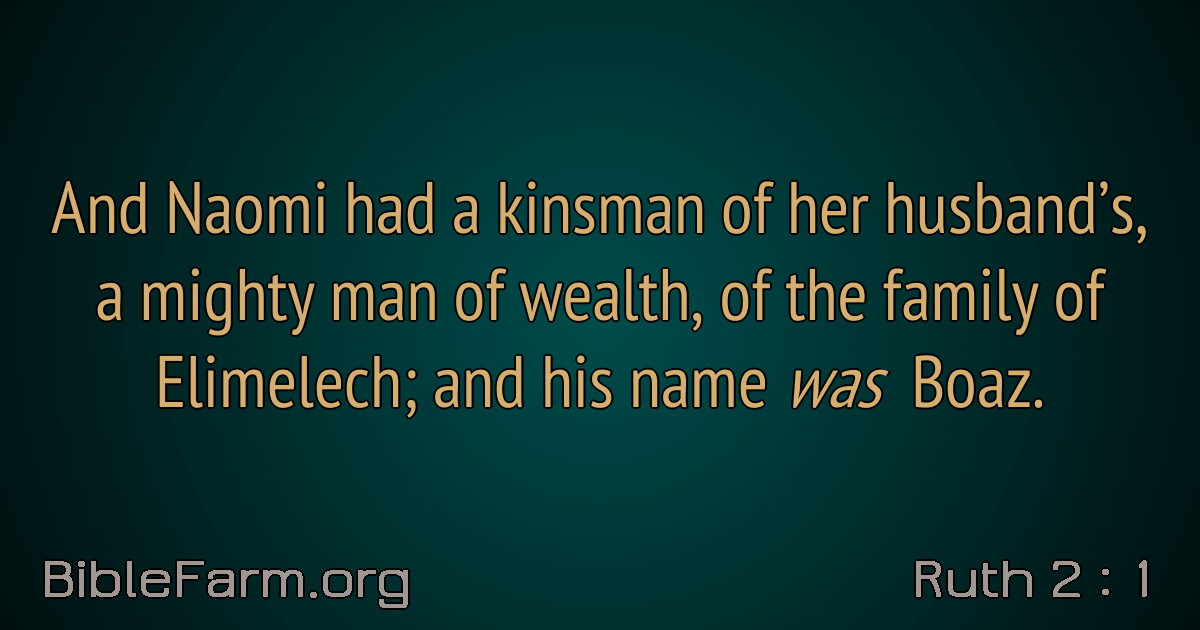 And Naomi had a kinsman of her husband’s,
a mighty man of wealth, of the family of
Elimelech; and his name was Boaz.
BibleFarm.org
Ruth 2 : 1